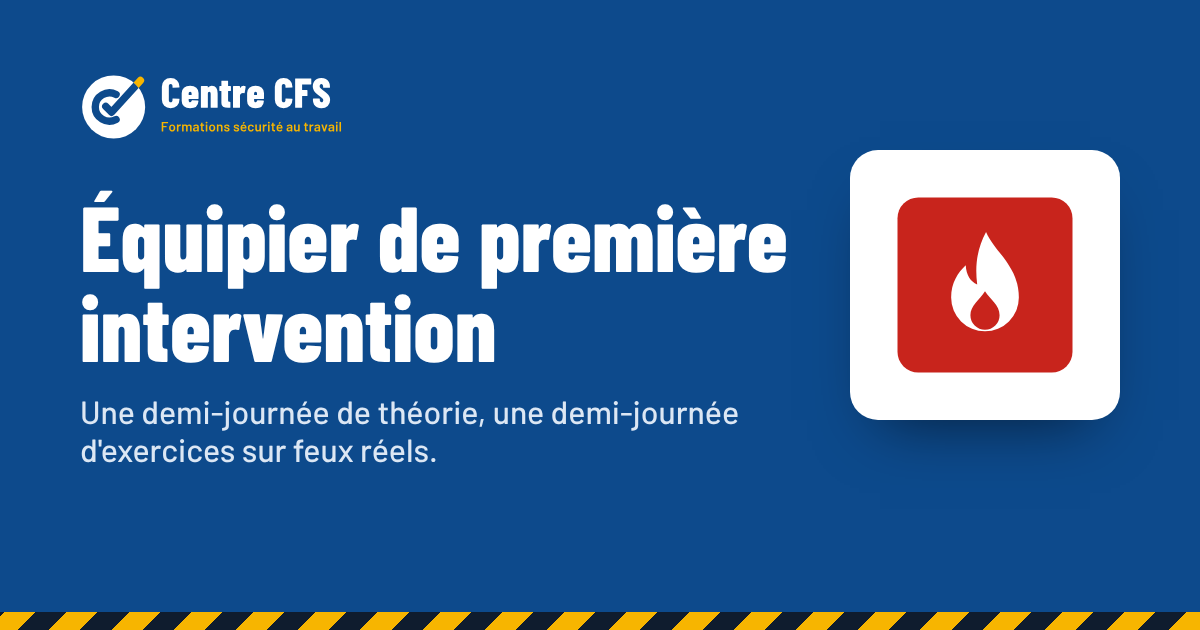 Centre CFS
Formations sécurité au travail
Équipier de première
intervention
Une demi-journée de théorie, une demi-journée
d'exercices sur feux réels.